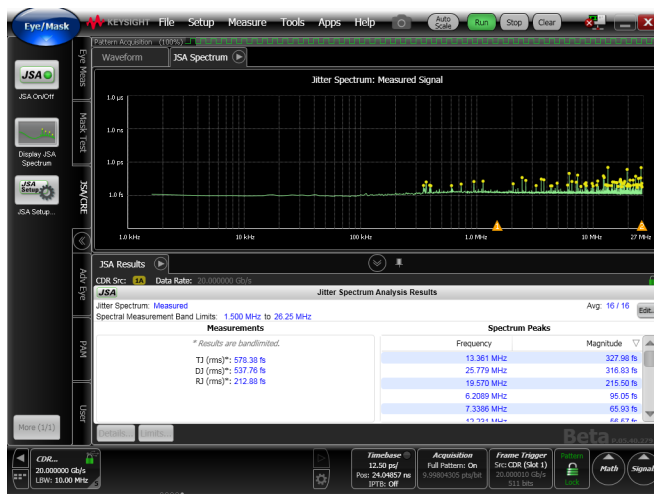 Eye/Mask
KEYSIGHT File Setup Measure Tools Apps Help
Auto Scale Run Stop Clear
Pattern Acquisition (100%)
Waveform JSA Spectrum
JSA
JSA On/Off
Display JSA Spectrum
JSA Setup
JSA Setup...
More (1/1)
Eye Meas
Mask Test
JSA/CRE
Adv Eye
PAM
User
Jitter Spectrum: Measured Signal
1.0 µs
1.0 ns
1.0 ps
1.0 fs
1.0 kHz 10 kHz 100 kHz 1.0 MHz 10 MHz 27 MHz
JSA Results
CDR Src: 1A Data Rate: 20.000000 Gb/s
JSA Jitter Spectrum Analysis Results
Jitter Spectrum: Measured Avg: 16 / 16
Spectral Measurement Band Limits: 1.500 MHz to 26.25 MHz Edit..
Measurements
* Results are bandlimited.
TJ (rms)*: 578.38 fs
DJ (rms)*: 537.76 fs
RJ (rms)*: 212.88 fs
Spectrum Peaks
Frequency Magnitude
13.361 MHz 327.98 fs
25.779 MHz 316.83 fs
19.570 MHz 215.50 fs
6.2089 MHz 95.05 fs
7.3386 MHz 65.93 fs
Details... Limits...
Beta
CDR...
20.000000 Gb/s
LBW: 10.00 MHz
Timebase
12.50 ps/
Pos: 24.04857 ns
IPTB: Off
Acquisition
Full Pattern: On
9.99804305 pts/bit
Frame Trigger
Src: CDR (Slot 1)
20.000010 Gb/s
511 bits
Pattern
Lock
Math
Signal